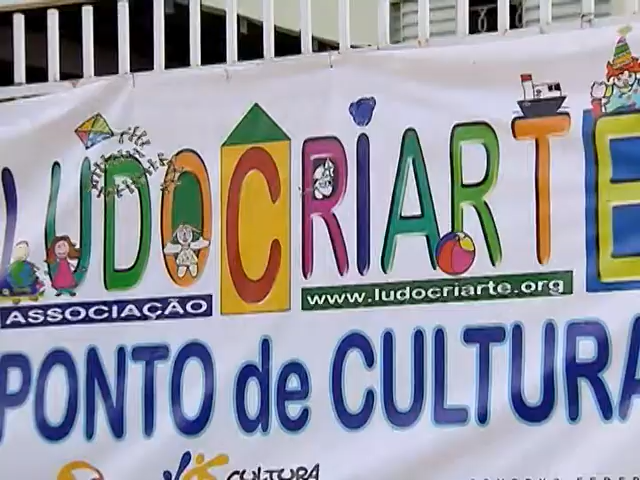 LUDOCRIARTE
ASSOCIAÇÃO
www.ludocriarte.org
PONTO de CULTURA
CULTURA